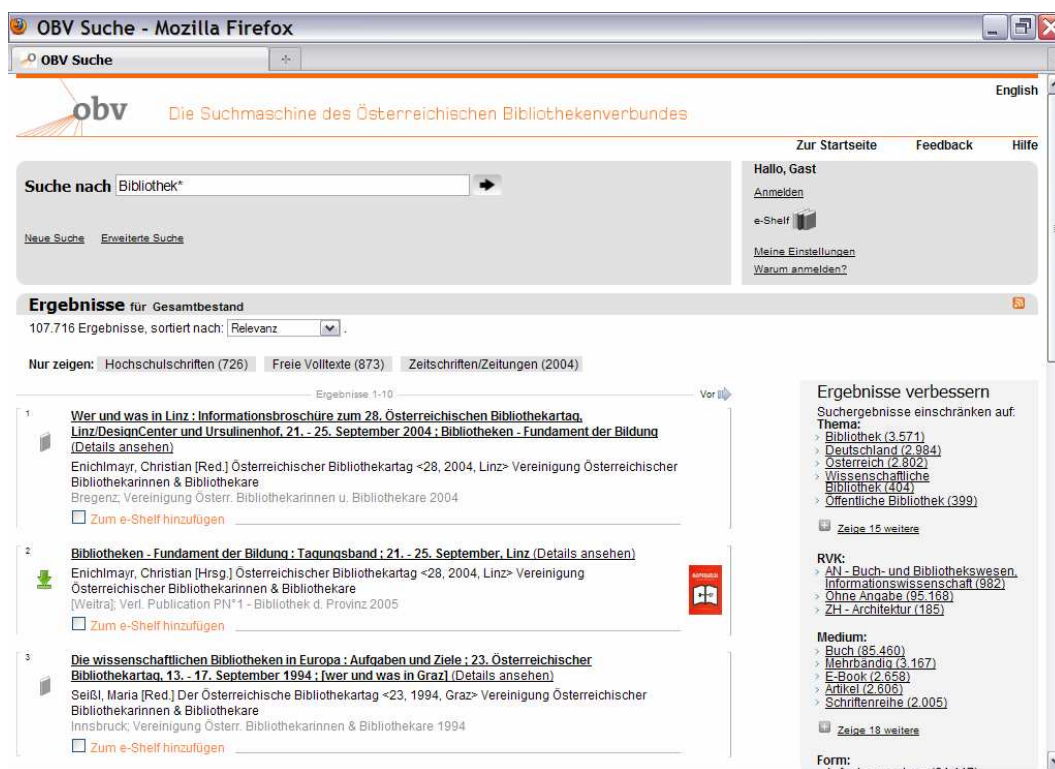 OBV Suche - Mozilla Firefox
OBV Suche
English
obv
Die Suchmaschine des Österreichischen Bibliothekenverbundes
Zur Startseite Feedback Hilfe
Suche nach Bibliothek*
Neue Suche Erweiterte Suche
Hallo, Gast
Anmelden
e-Shelf
Meine Einstellungen
Warum anmelden?
Ergebnisse für Gesamtbestand
107.716 Ergebnisse, sortiert nach: Relevanz .
Nur zeigen: Hochschulschriften (726) Freie Volltexte (873) Zeitschriften/Zeitungen (2004)
Ergebnisse 1-10 Vor
1
Wer und was in Linz : Informationsbroschüre zum 28. Österreichischen Bibliothekartag,
Linz/DesignCenter und Ursulinenhof, 21. - 25. September 2004 ; Bibliotheken - Fundament der Bildung
(Details ansehen)
Enichlmayr, Christian [Red.] Österreichischer Bibliothekartag <28, 2004, Linz> Vereinigung Österreichischer
Bibliothekarinnen & Bibliothekare
Bregenz; Vereinigung Österr. Bibliothekarinnen u. Bibliothekare 2004
Zum e-Shelf hinzufügen
2
Bibliotheken - Fundament der Bildung : Tagungsband ; 21. - 25. September, Linz (Details ansehen)
Enichlmayr, Christian [Hrsg.] Österreichischer Bibliothekartag <28, 2004, Linz> Vereinigung
Österreichischer Bibliothekarinnen & Bibliothekare
[Weitra]; Verl. Publication PN°1 - Bibliothek d. Provinz 2005
Zum e-Shelf hinzufügen
3
Die wissenschaftlichen Bibliotheken in Europa : Aufgaben und Ziele ; 23. Österreichischer
Bibliothekartag, 13. - 17. September 1994 ; [wer und was in Graz] (Details ansehen)
Seißl, Maria [Red.] Der Österreichische Bibliothekartag <23, 1994, Graz> Vereinigung Österreichischer
Bibliothekarinnen & Bibliothekare
Innsbruck; Vereinigung Österr. Bibliothekarinnen & Bibliothekare 1994
Zum e-Shelf hinzufügen
Ergebnisse verbessern
Suchergebnisse einschränken auf:
Thema:
Bibliothek (3.571)
Deutschland (2.984)
Österreich (2.802)
Wissenschaftliche
Bibliothek (404)
Öffentliche Bibliothek (399)
Zeige 15 weitere
RVK:
AN - Buch- und Bibliothekswesen,
Informationswissenschaft (982)
Ohne Angabe (95.168)
ZH - Architektur (185)
Medium:
Buch (85.460)
Mehrbändig (3.167)
E-Book (2.658)
Artikel (2.606)
Schriftenreihe (2.005)
Zeige 18 weitere
Form: